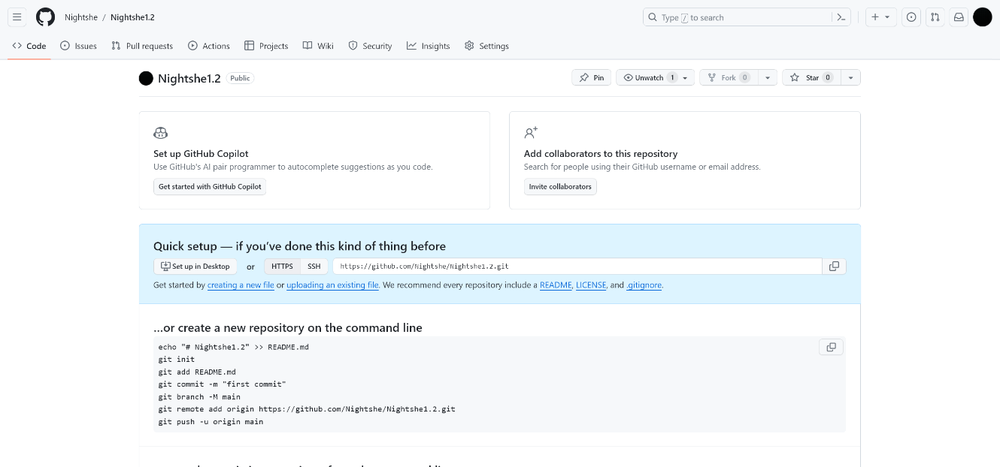 Nightshe / Nightshe1.2
Type / to search
Code Issues Pull requests Actions Projects Wiki Security Insights Settings
Nightshe1.2 Public
Pin Unwatch 1 Fork 0 Star 0
Set up GitHub Copilot
Use GitHub's AI pair programmer to autocomplete suggestions as you code.
Get started with GitHub Copilot
Add collaborators to this repository
Search for people using their GitHub username or email address.
Invite collaborators
Quick setup — if you’ve done this kind of thing before
Set up in Desktop or HTTPS SSH https://github.com/Nightshe/Nightshe1.2.git
Get started by creating a new file or uploading an existing file. We recommend every repository include a README, LICENSE, and .gitignore.
…or create a new repository on the command line
echo "# Nightshe1.2" >> README.md
git init
git add README.md
git commit -m "first commit"
git branch -M main
git remote add origin https://github.com/Nightshe/Nightshe1.2.git
git push -u origin main